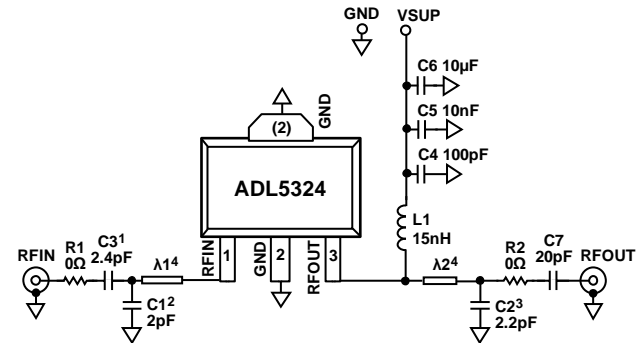 GND
VSUP
C6 10µF
C5 10nF
C4 100pF
L1
15nH
GND
(2)
ADL5324
RFIN
1
GND
2
RFOUT
3
RFIN
R1
0Ω
C3¹
2.4pF
λ1⁴
C1²
2pF
λ2⁴
C2³
2.2pF
R2
0Ω
C7
20pF
RFOUT